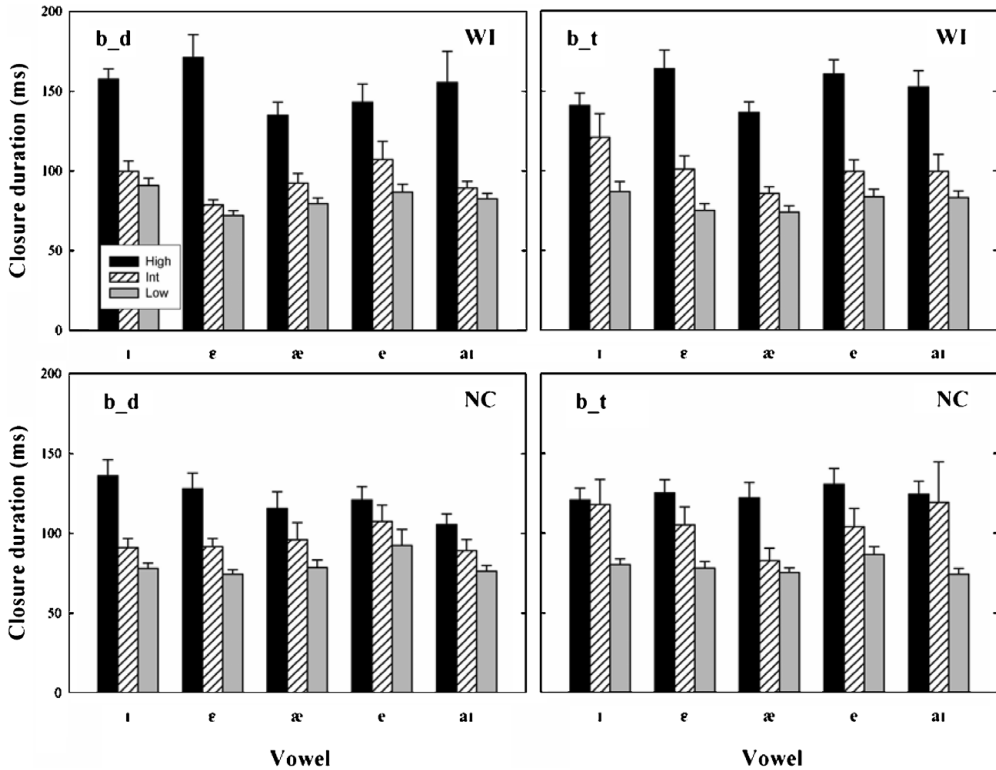 Closure duration (ms)
200
150
100
50
0
b_d
WI
High
Int
Low
ɪ ɐ æ e aɪ
b_t
WI
ɪ ɐ æ e aɪ
Closure duration (ms)
200
150
100
50
0
b_d
NC
ɪ ɐ æ e aɪ
Vowel
b_t
NC
ɪ ɐ æ e aɪ
Vowel